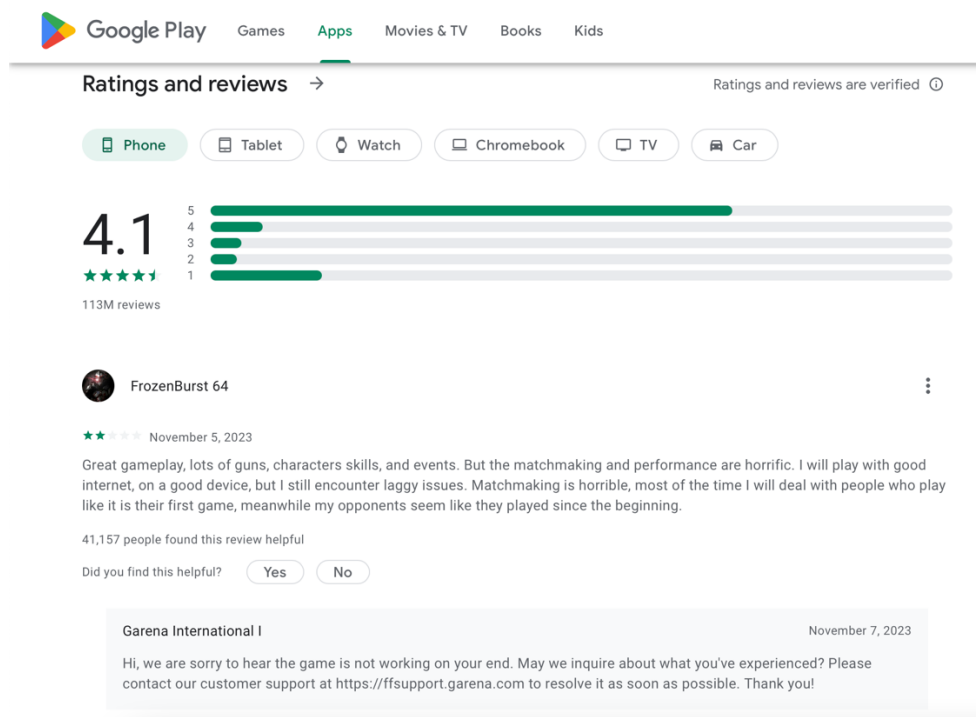 Google Play Games Apps Movies & TV Books Kids
Ratings and reviews → Ratings and reviews are verified
Phone Tablet Watch Chromebook TV Car
4.1
5
4
3
2
1
113M reviews
FrozenBurst 64
November 5, 2023
Great gameplay, lots of guns, characters skills, and events. But the matchmaking and performance are horrific. I will play with good
internet, on a good device, but I still encounter laggy issues. Matchmaking is horrible, most of the time I will deal with people who play
like it is their first game, meanwhile my opponents seem like they played since the beginning.
41,157 people found this review helpful
Did you find this helpful? Yes No
Garena International I November 7, 2023
Hi, we are sorry to hear the game is not working on your end. May we inquire about what you've experienced? Please
contact our customer support at https://ffsupport.garena.com to resolve it as soon as possible. Thank you!